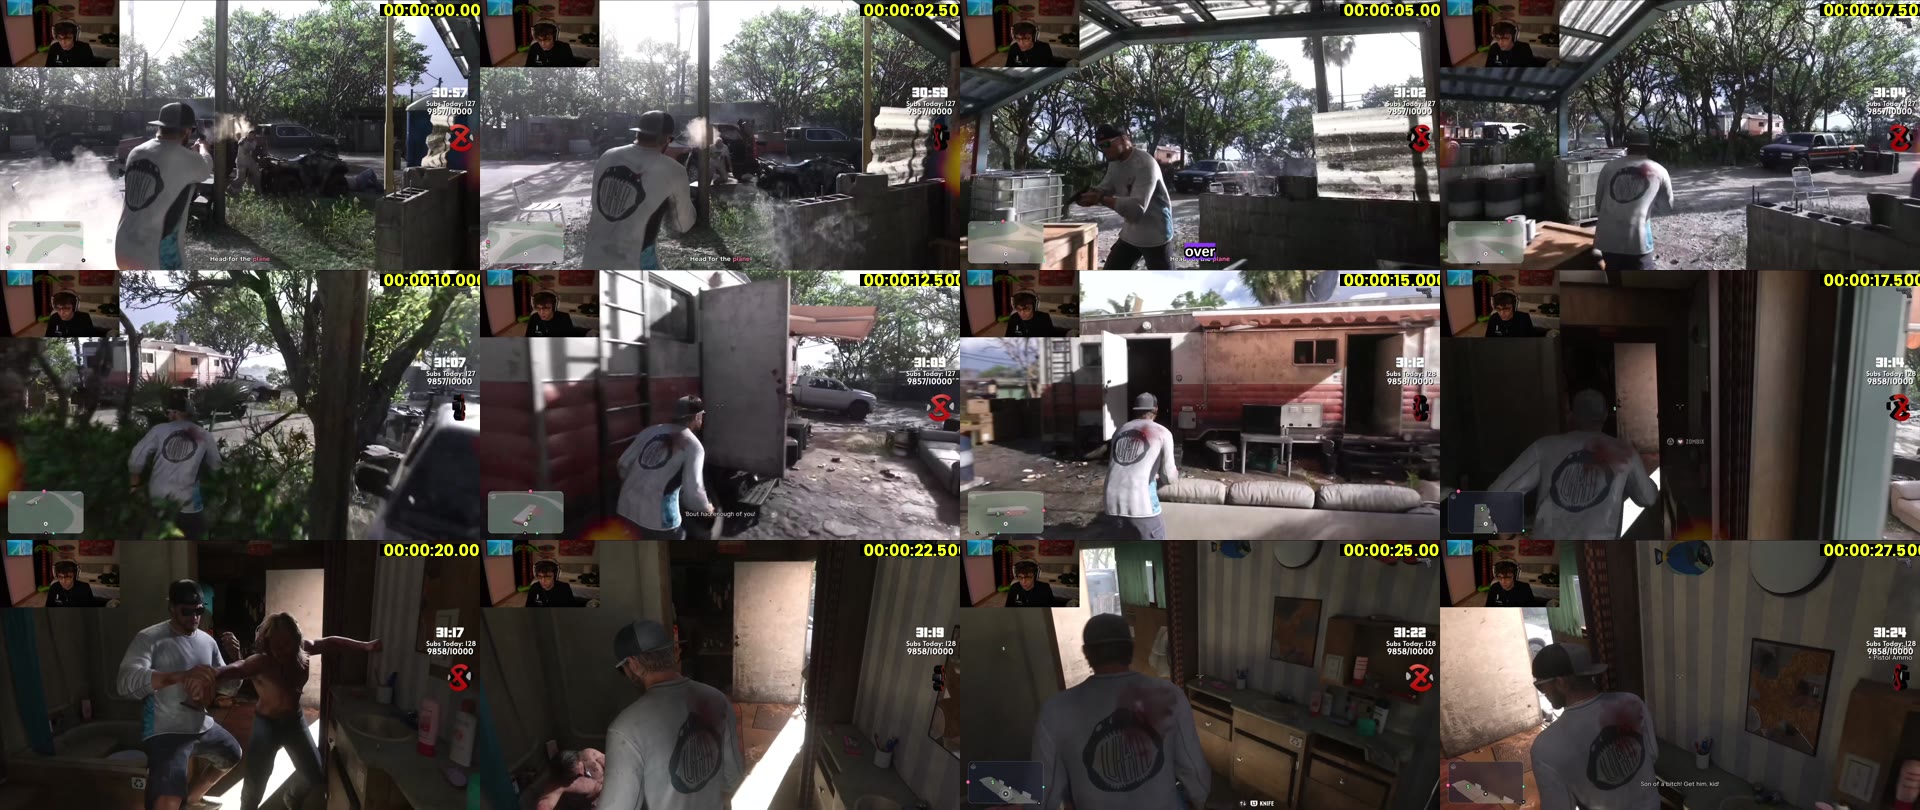 00:00:00.00
30:57
Subs Today: 127
9857/10000
Head for the plane
00:00:02.50
30:59
Subs Today: 127
9857/10000
Head for the plane
00:00:05.00
31:02
Subs Today: 127
9857/10000
over
plane
00:00:07.50
31:04
Subs Today: 127
9857/10000
00:00:10.00
31:07
Subs Today: 127
9857/10000
00:00:12.50
31:09
Subs Today: 127
9857/10000
'Bout had enough of you!
00:00:15.00
31:12
Subs Today: 128
9858/10000
00:00:17.50
31:14
Subs Today: 128
9858/10000
ZOMBIX
00:00:20.00
31:17
Subs Today: 128
9858/10000
00:00:22.50
31:19
Subs Today: 128
9858/10000
00:00:25.00
31:22
Subs Today: 128
9858/10000
KNIFE
00:00:27.50
31:24
Subs Today: 128
9858/10000
+ Pistol Ammo
Son of a bitch! Get him, kid!